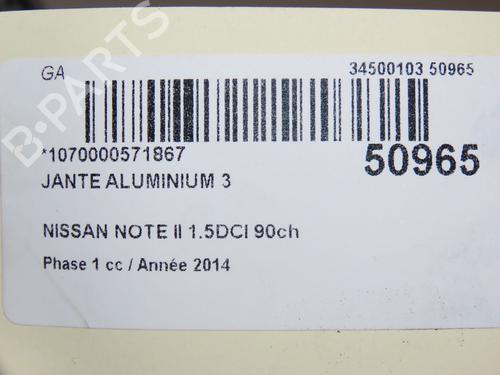 B-PARTS
GA 34500103 50965
*1070000571867 50965
JANTE ALUMINIUM 3
NISSAN NOTE II 1.5DCI 90ch
Phase 1 cc / Année 2014